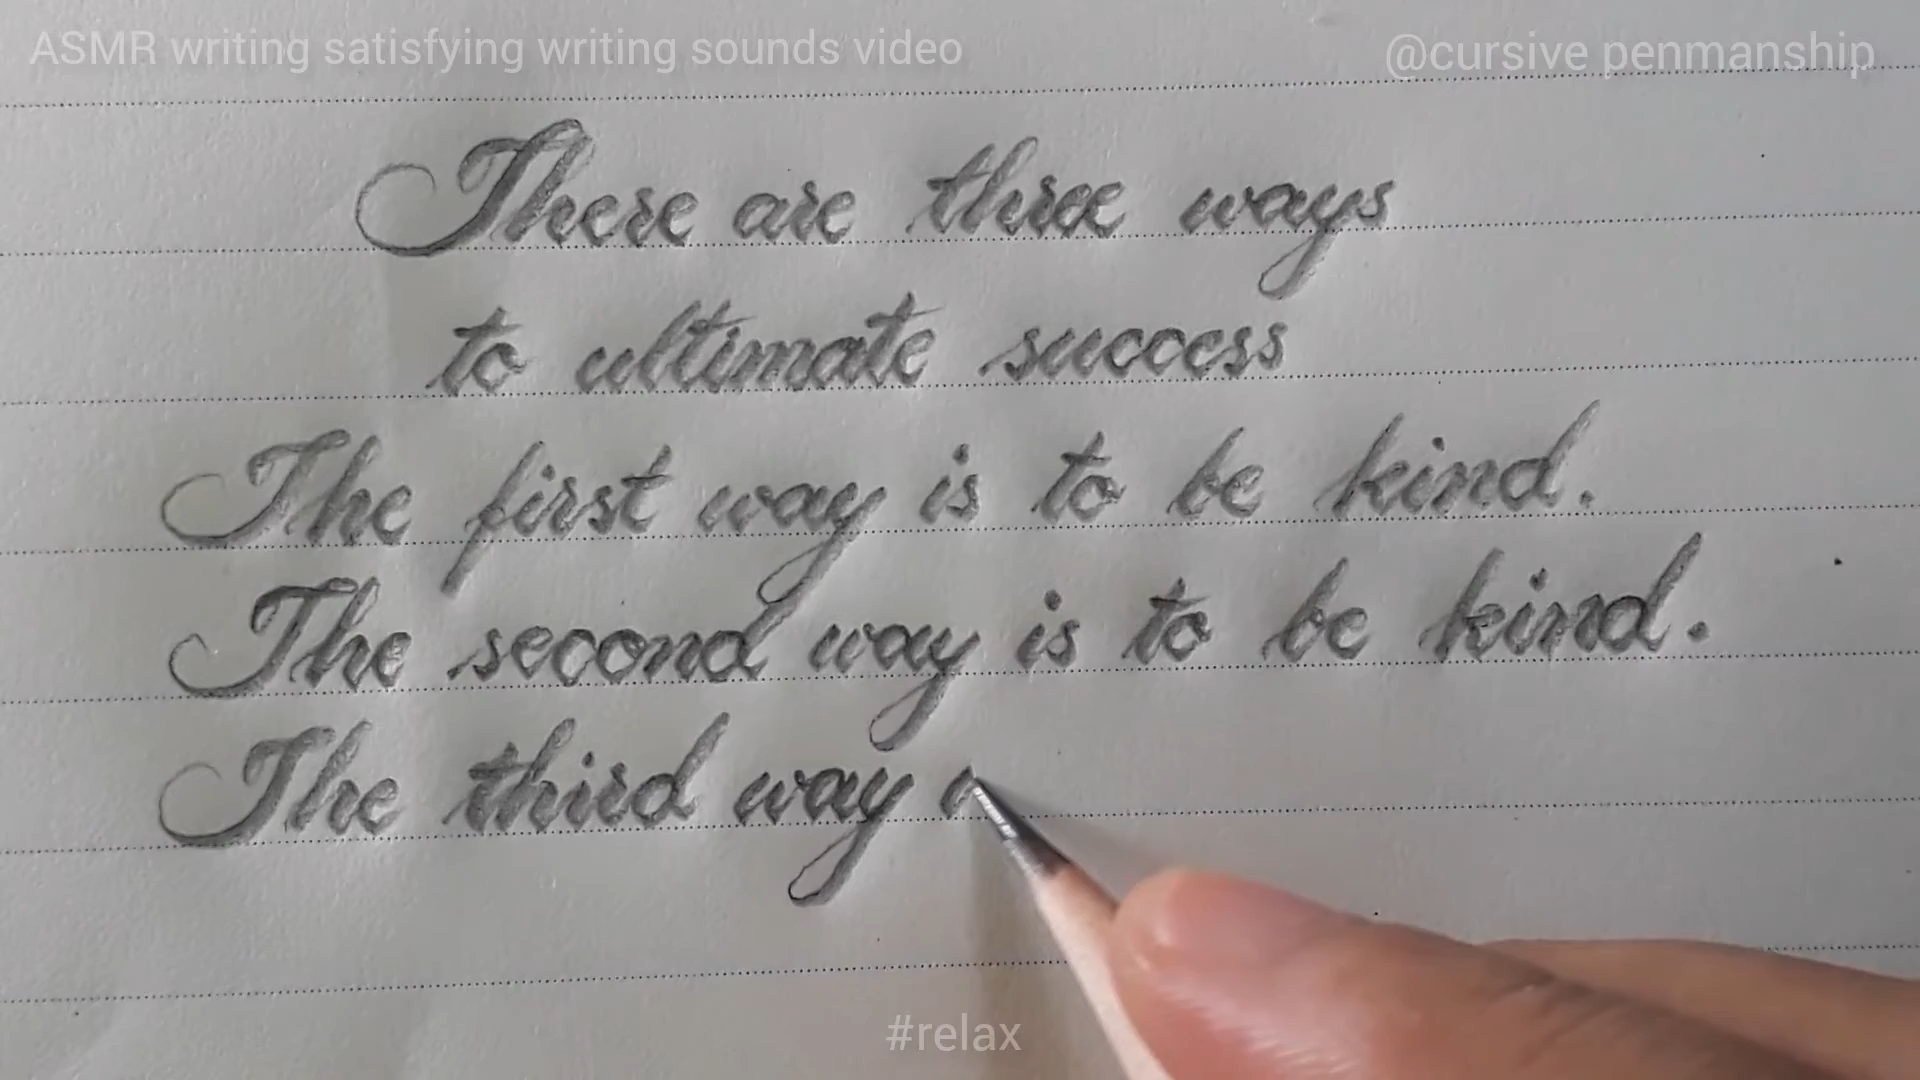 ASMR writing satisfying writing sounds video
@cursive penmanship
There are three ways
to ultimate success
The first way is to be kind.
The second way is to be kind.
The third way
#relax